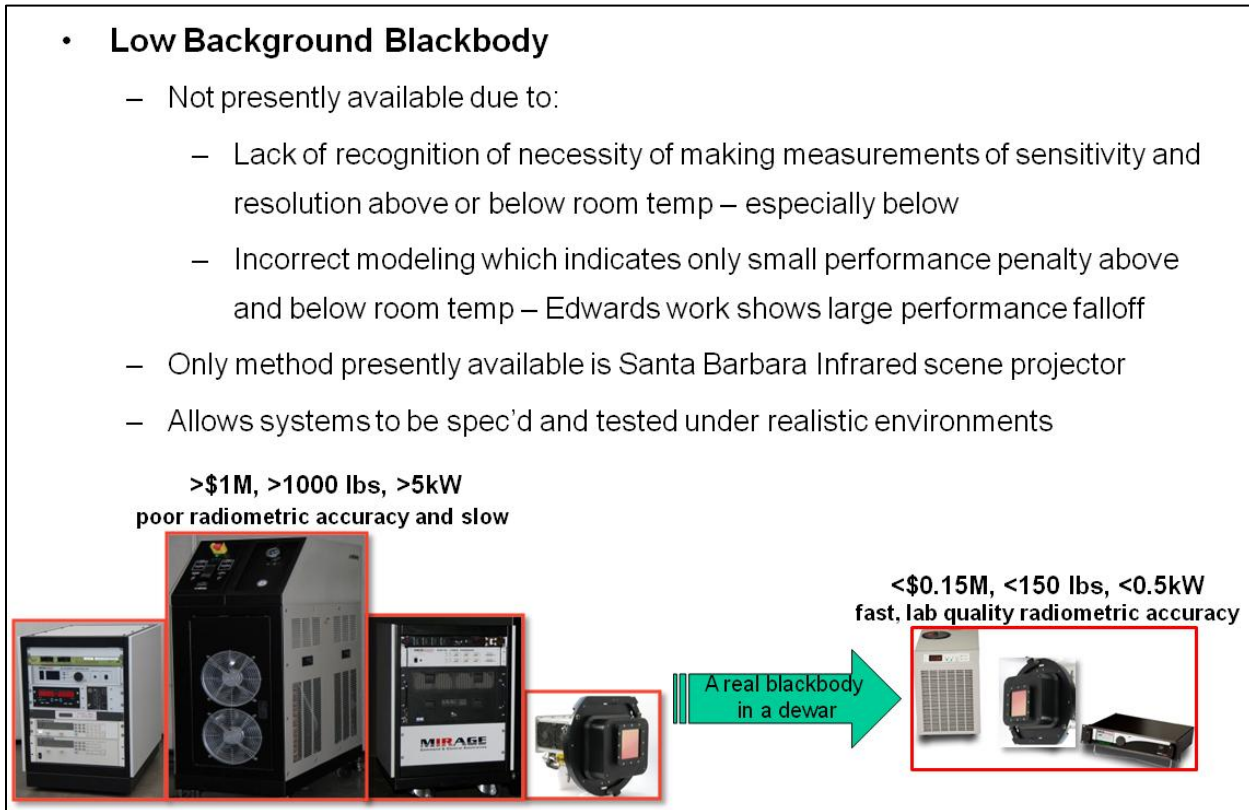 • Low Background Blackbody
– Not presently available due to:
– Lack of recognition of necessity of making measurements of sensitivity and
resolution above or below room temp – especially below
– Incorrect modeling which indicates only small performance penalty above
and below room temp – Edwards work shows large performance falloff
– Only method presently available is Santa Barbara Infrared scene projector
– Allows systems to be spec'd and tested under realistic environments
>$1M, >1000 lbs, >5kW
poor radiometric accuracy and slow
<$0.15M, <150 lbs, <0.5kW
fast, lab quality radiometric accuracy
A real blackbody
in a dewar
MIRAGE